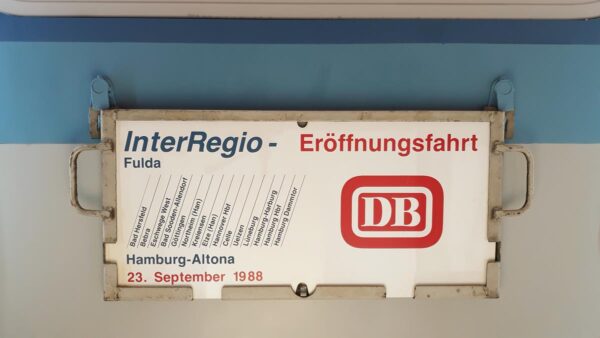 InterRegio - Eröffnungsfahrt
Fulda
Bad Hersfeld
Bebra
Eschwege West
Bad Sooden-Allendorf
Göttingen
Northeim (Han)
Kreiensen
Elze (Han)
Hannover Hbf
Celle
Uelzen
Lüneburg
Hamburg-Harburg
Hamburg Hbf
Hamburg Dammtor
Hamburg-Altona
23. September 1988
DB